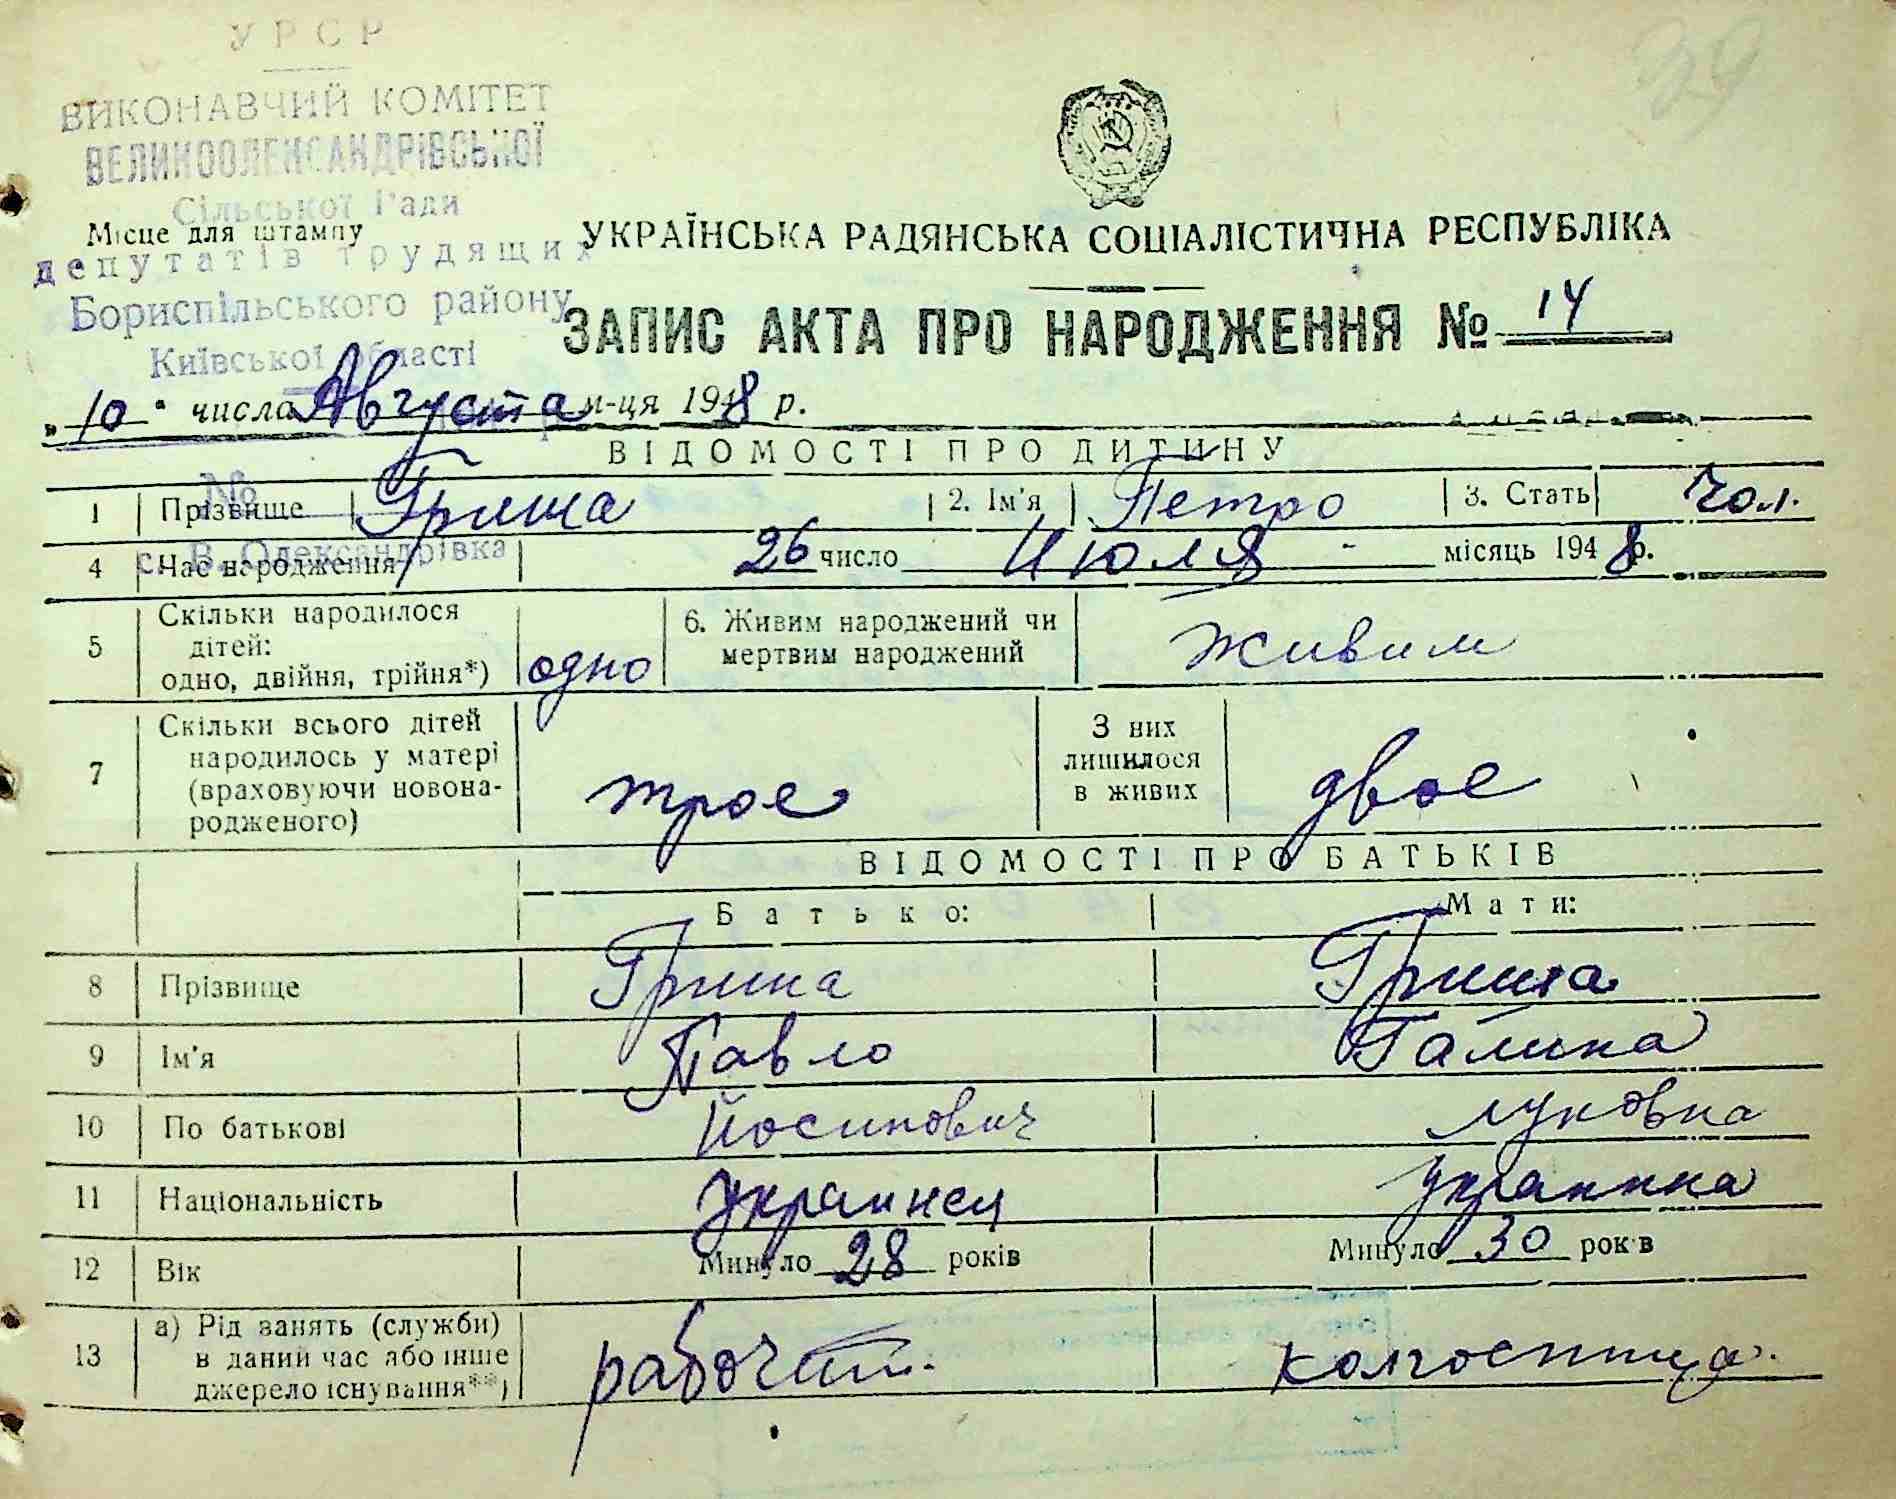 39
УРСР
ВИКОНАВЧИЙ КОМІТЕТ
ВЕЛИКООЛЕКСАНДРІВСЬКОЇ
Сільської Ради
Місце для штампу
депутатів трудящих
Бориспільського району
Київської області
№
с. В. Олександрівка
УКРАЇНСЬКА РАДЯНСЬКА СОЦІАЛІСТИЧНА РЕСПУБЛІКА
ЗАПИС АКТА ПРО НАРОДЖЕННЯ № 14
„10" числа Августа м-ця 1948 р.
ВІДОМОСТІ ПРО ДИТИНУ
1 Прізвище Гриша 2. Ім'я Петро 3. Стать Чол.
4 Час народження 26 число Июля місяць 1948 р.
5 Скільки народилося дітей: одно, двійня, трійня*) одно 6. Живим народжений чи мертвим народжений Живим
7 Скільки всього дітей народилось у матері (враховуючи новонародженого) трое З них лишилося в живих двое
ВІДОМОСТІ ПРО БАТЬКІВ
Батько: Мати:
8 Прізвище Гриша Гриша
9 Ім'я Павло Галина
10 По батькові Йосипович Луковна
11 Національність украинец украинка
12 Вік Минуло 28 років Минуло 30 років
13 а) Рід занять (служби) в даний час або інше джерело існування**) рабочий. колгоспница.